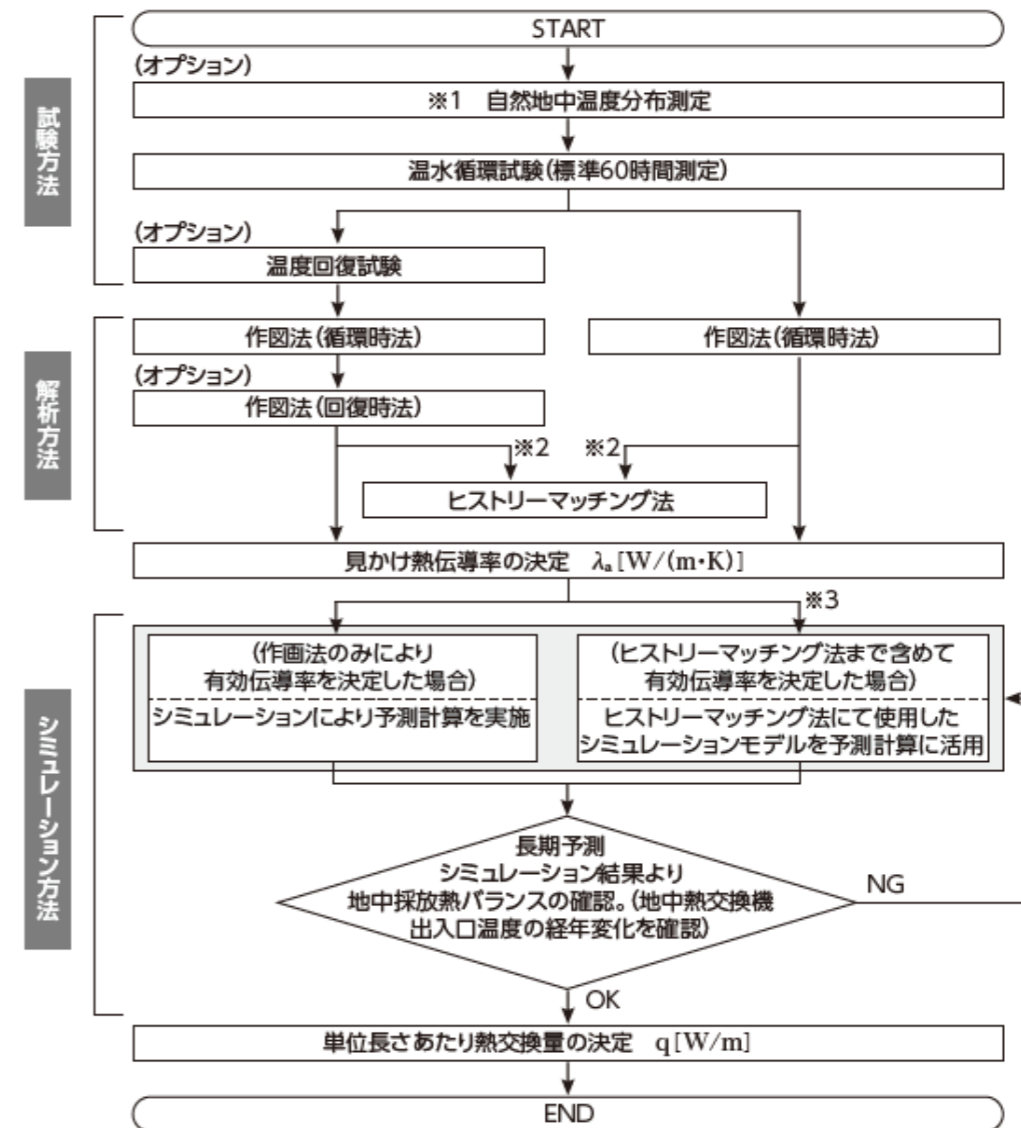 START
(オプション)
※1 自然地中温度分布測定
温水循環試験(標準60時間測定)
(オプション)
温度回復試験
試験方法
作図法(循環時法)
作図法(循環時法)
(オプション)
作図法(回復時法)
※2
※2
ヒストリーマッチング法
解析方法
見かけ熱伝導率の決定 λa[W/(m・K)]
※3
(作画法のみにより
有効伝導率を決定した場合)
シミュレーションにより予測計算を実施
(ヒストリーマッチング法まで含めて
有効伝導率を決定した場合)
ヒストリーマッチング法にて使用した
シミュレーションモデルを予測計算に活用
シミュレーション方法
長期予測
シミュレーション結果より
地中採放熱バランスの確認。(地中熱交換機
出入口温度の経年変化を確認)
NG
OK
単位長さあたり熱交換量の決定 q[W/m]
END